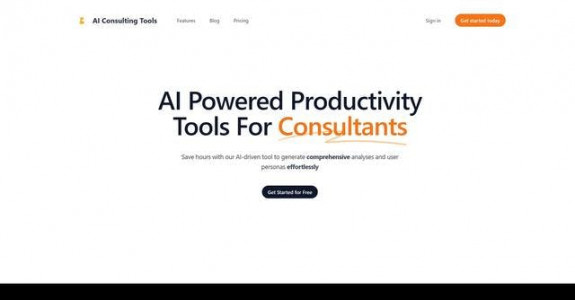 AI Consulting Tools
Features
Blog
Pricing
Sign in
Get started today
AI Powered Productivity
Tools For Consultants
Save hours with our AI-driven tool to generate comprehensive analyses and user
personas effortlessly
Get Started for Free